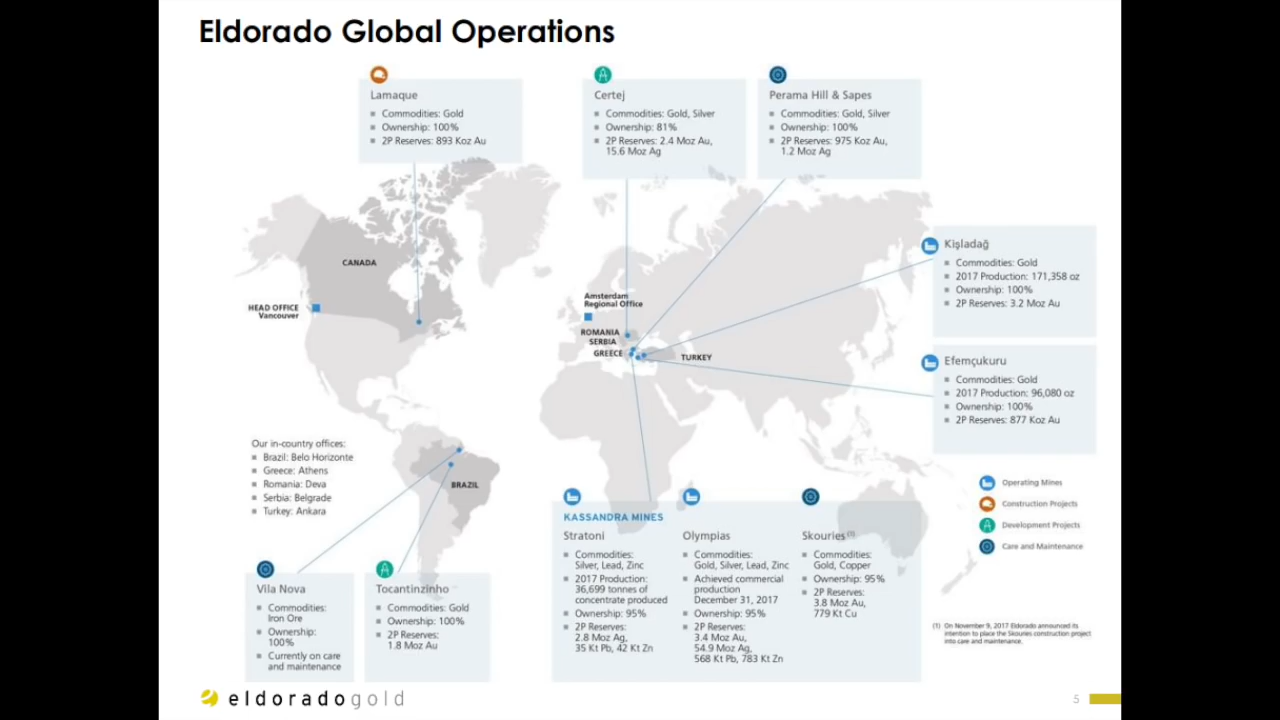 Eldorado Global Operations
Lamaque
Commodities: Gold
Ownership: 100%
2P Reserves: 893 Koz Au
Certej
Commodities: Gold, Silver
Ownership: 81%
2P Reserves: 2.4 Moz Au,
15.6 Moz Ag
Perama Hill & Sapes
Commodities: Gold, Silver
Ownership: 100%
2P Reserves: 975 Koz Au,
1.2 Moz Ag
CANADA
HEAD OFFICE
Vancouver
Amsterdam
Regional Office
ROMANIA
SERBIA
GREECE
TURKEY
Kişladağ
Commodities: Gold
2017 Production: 171,358 oz
Ownership: 100%
2P Reserves: 3.2 Moz Au
Efemçukuru
Commodities: Gold
2017 Production: 96,080 oz
Ownership: 100%
2P Reserves: 877 Koz Au
Our in-country offices:
Brazil: Belo Horizonte
Greece: Athens
Romania: Deva
Serbia: Belgrade
Turkey: Ankara
BRAZIL
Operating Mines
Construction Projects
Development Projects
Care and Maintenance
Vila Nova
Commodities:
Iron Ore
Ownership:
100%
Currently on care
and maintenance
Tocantinzinho
Commodities: Gold
Ownership: 100%
2P Reserves:
1.8 Moz Au
KASSANDRA MINES
Stratoni
Commodities:
Silver, Lead, Zinc
2017 Production:
36,699 tonnes of
concentrate produced
Ownership: 95%
2P Reserves:
2.8 Moz Ag,
35 Kt Pb, 42 Kt Zn
Olympias
Commodities:
Gold, Silver, Lead, Zinc
Achieved commercial
production
December 31, 2017
Ownership: 95%
2P Reserves:
3.4 Moz Au,
54.9 Moz Ag,
568 Kt Pb, 783 Kt Zn
Skouries(1)
Commodities:
Gold, Copper
Ownership: 95%
2P Reserves:
3.8 Moz Au,
779 Kt Cu
(1) On November 9, 2017 Eldorado announced its
intention to place the Skouries construction project
into care and maintenance.
eldoradogold
5